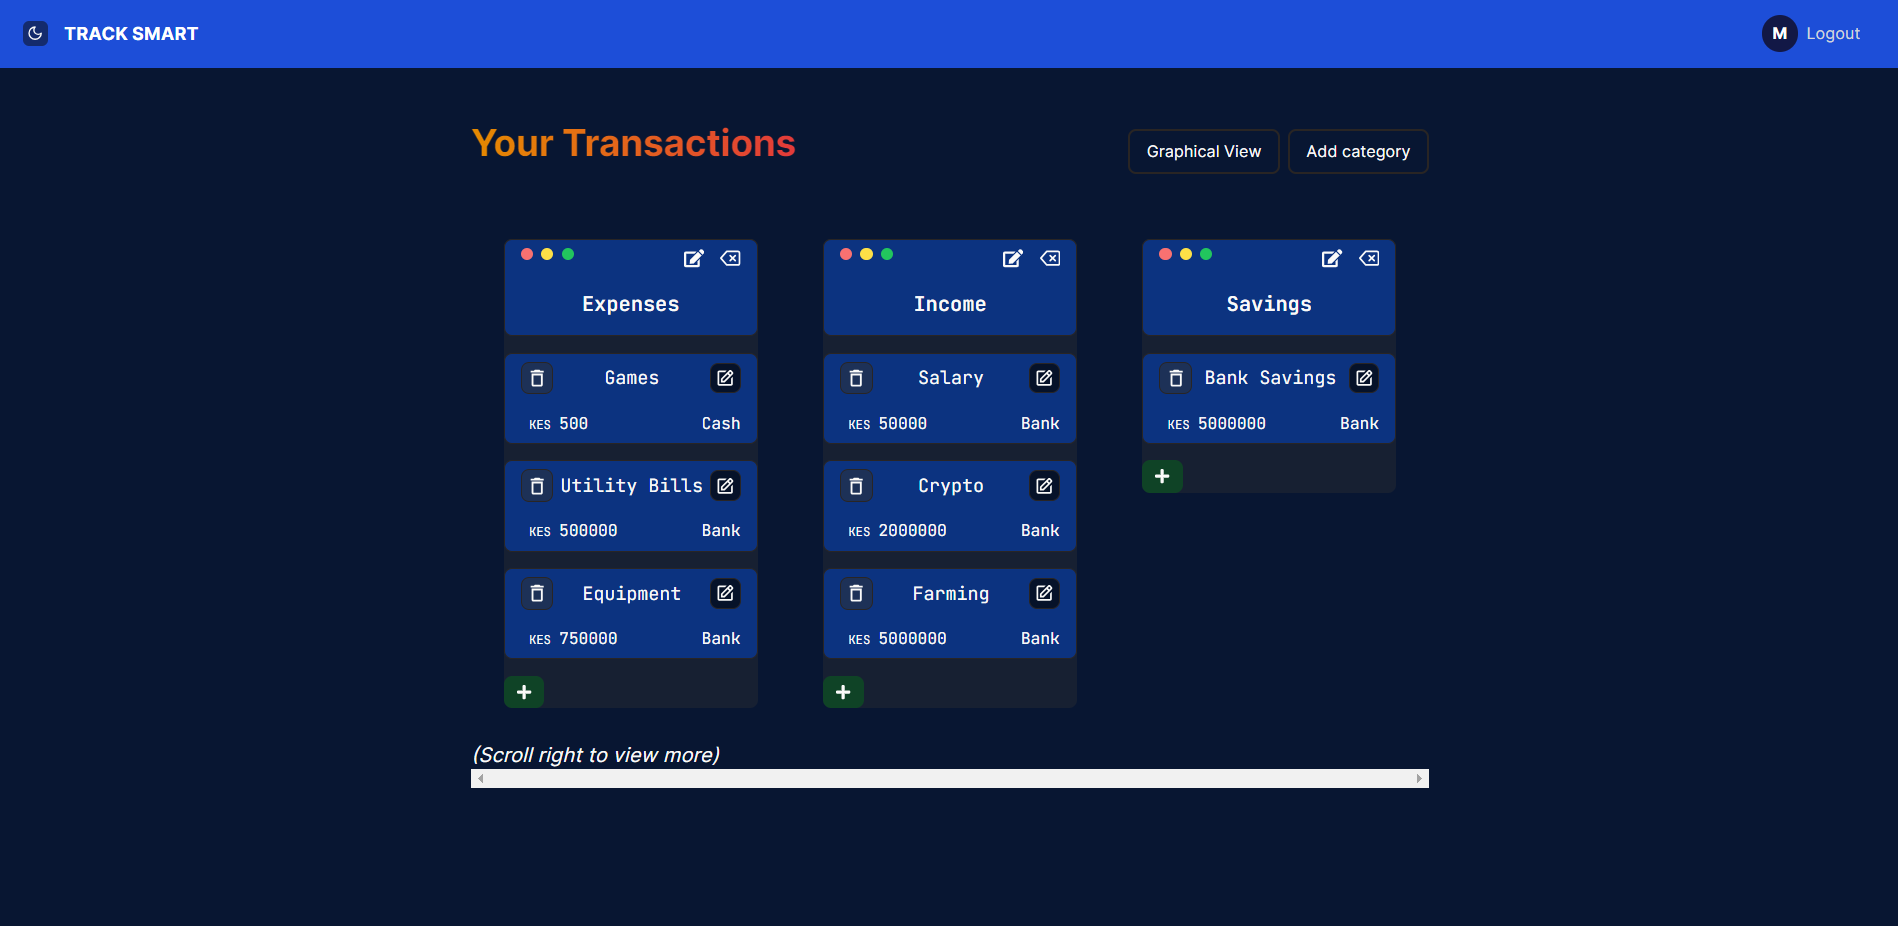 TRACK SMART
M Logout
Your Transactions
Graphical View
Add category
Expenses
Games
KES 500 Cash
Utility Bills
KES 500000 Bank
Equipment
KES 750000 Bank
+
Income
Salary
KES 50000 Bank
Crypto
KES 2000000 Bank
Farming
KES 5000000 Bank
+
Savings
Bank Savings
KES 5000000 Bank
+
(Scroll right to view more)